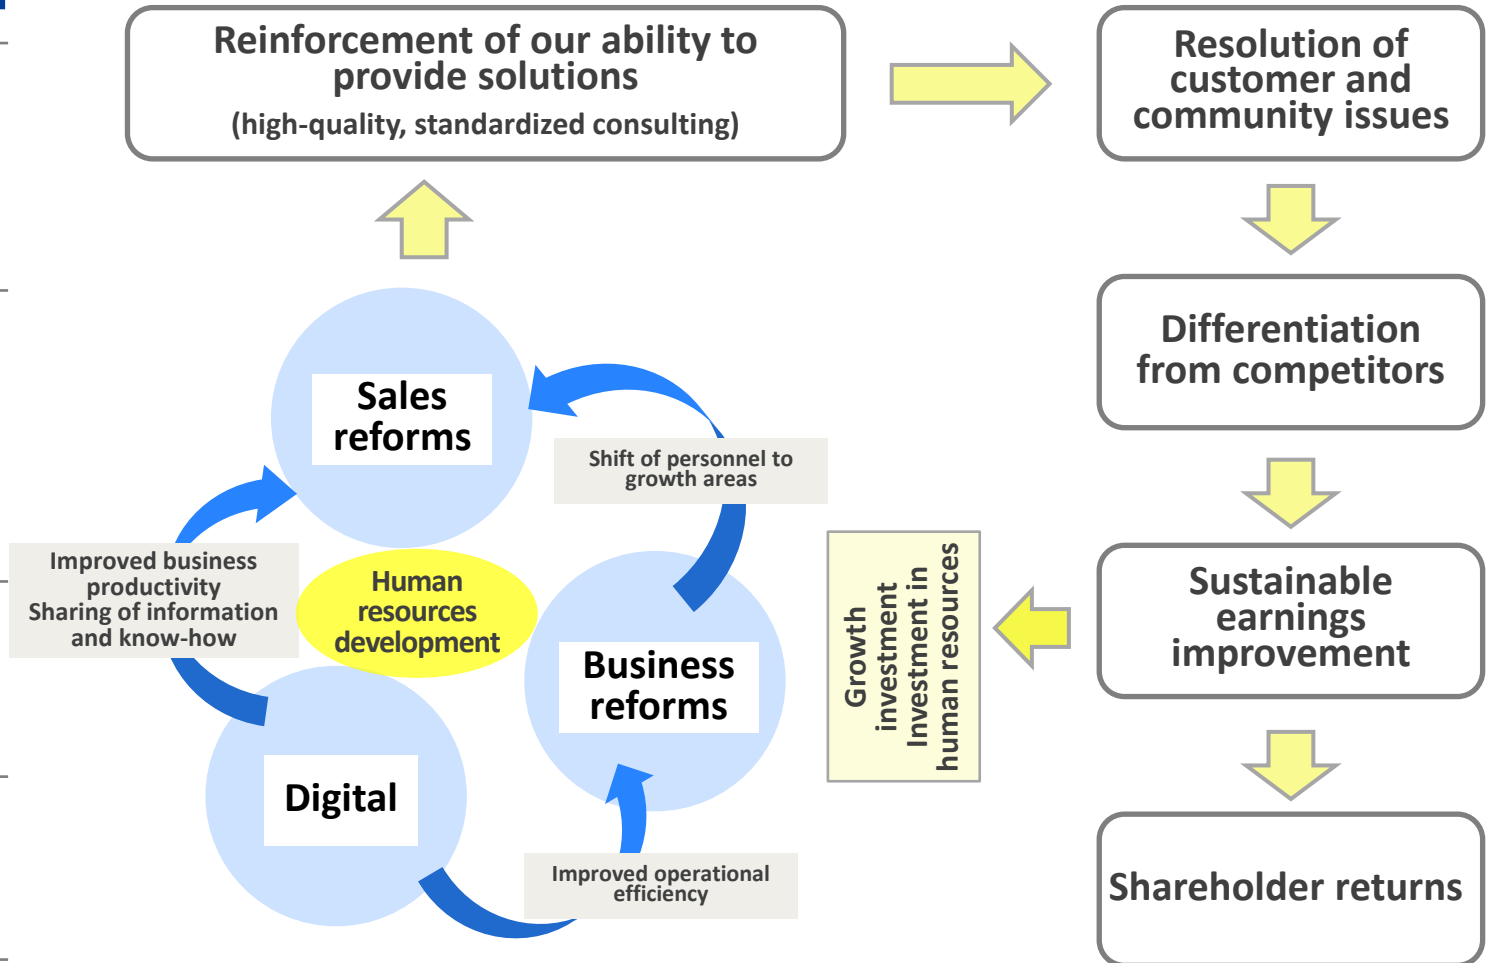 Reinforcement of our ability to
provide solutions
(high-quality, standardized consulting)
Resolution of
customer and
community issues
Differentiation
from competitors
Sales
reforms
Shift of personnel to
growth areas
Improved business
productivity
Sharing of information
and know-how
Human
resources
development
Growth
investment
Investment in
human resources
Sustainable
earnings
improvement
Business
reforms
Digital
Improved operational
efficiency
Shareholder returns